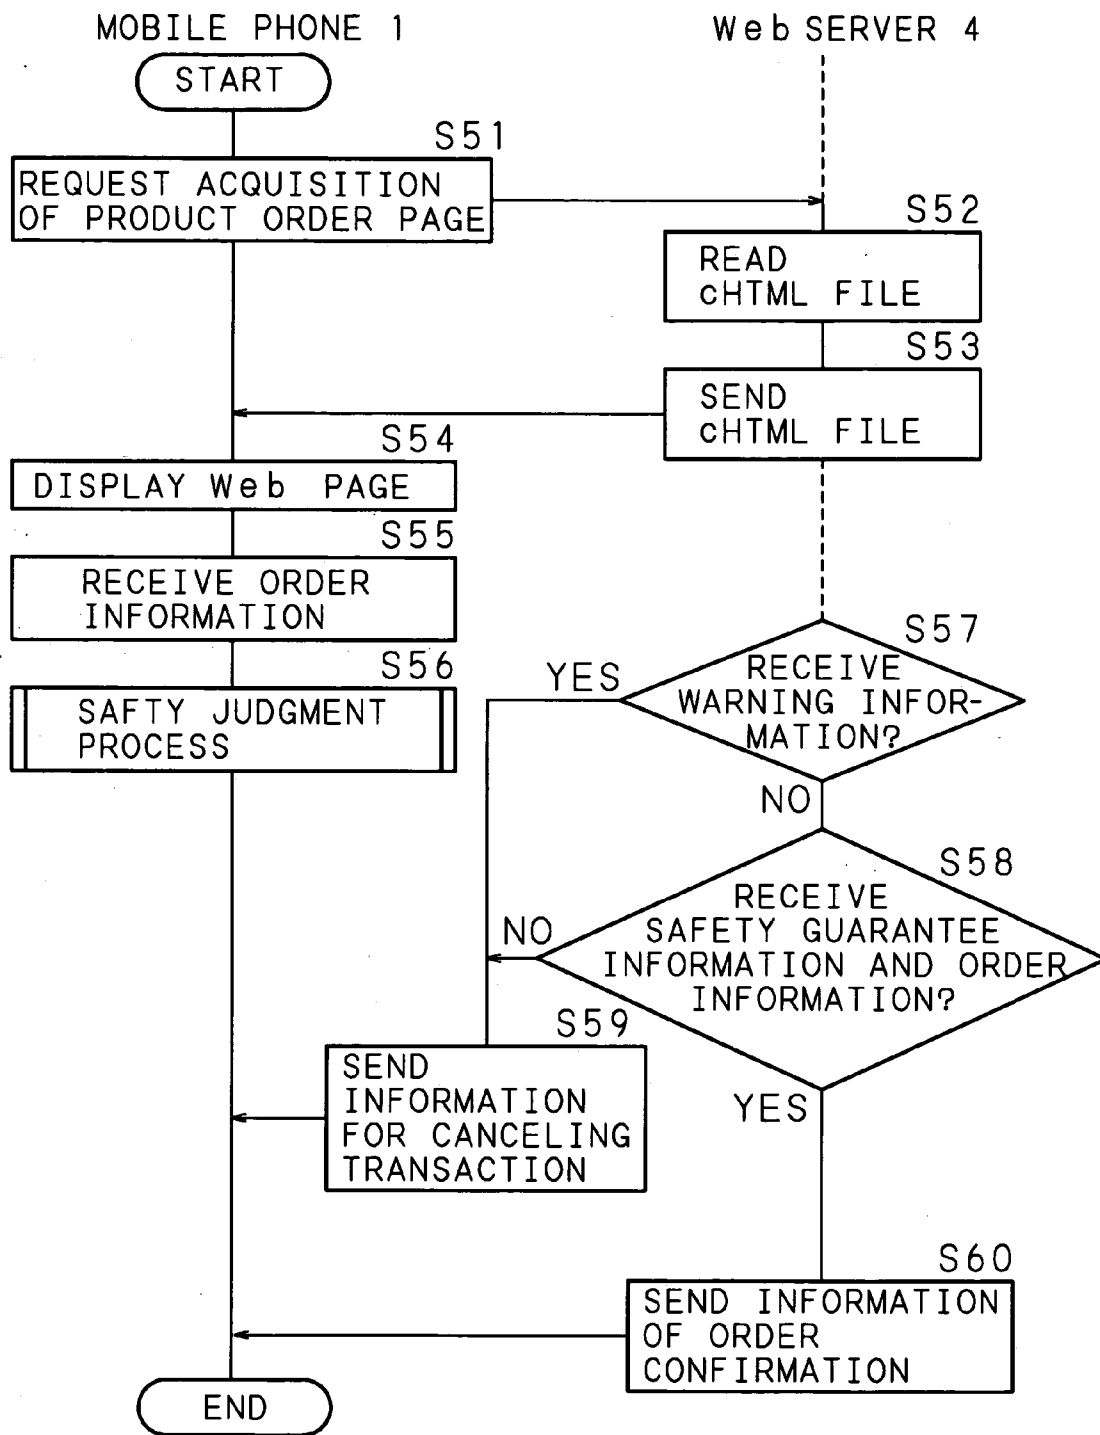 MOBILE PHONE 1
Web SERVER 4
START
S51
REQUEST ACQUISITION
OF PRODUCT ORDER PAGE
S52
READ
cHTML FILE
S53
SEND
cHTML FILE
S54
DISPLAY Web PAGE
S55
RECEIVE ORDER
INFORMATION
S56
SAFTY JUDGMENT
PROCESS
S57
RECEIVE
WARNING INFOR-
MATION?
YES
NO
S58
RECEIVE
SAFETY GUARANTEE
INFORMATION AND ORDER
INFORMATION?
NO
YES
S59
SEND
INFORMATION
FOR CANCELING
TRANSACTION
S60
SEND INFORMATION
OF ORDER
CONFIRMATION
END